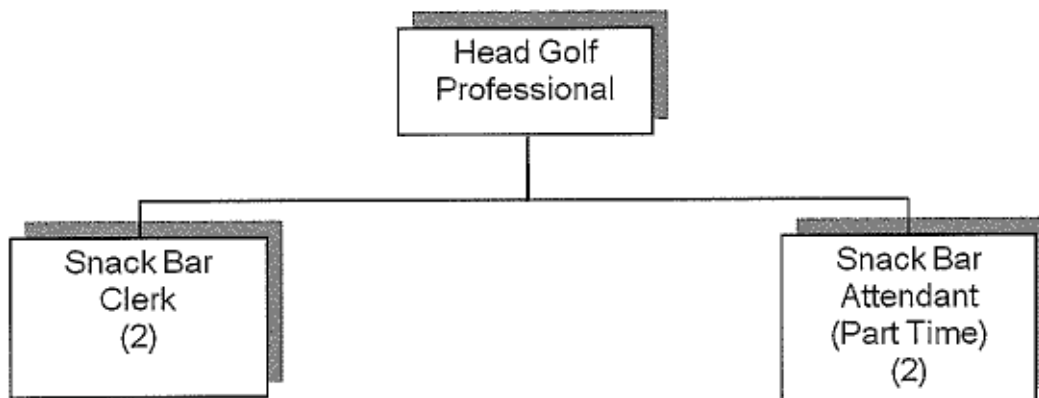 Head Golf
Professional
Snack Bar
Clerk
(2)
Snack Bar
Attendant
(Part Time)
(2)